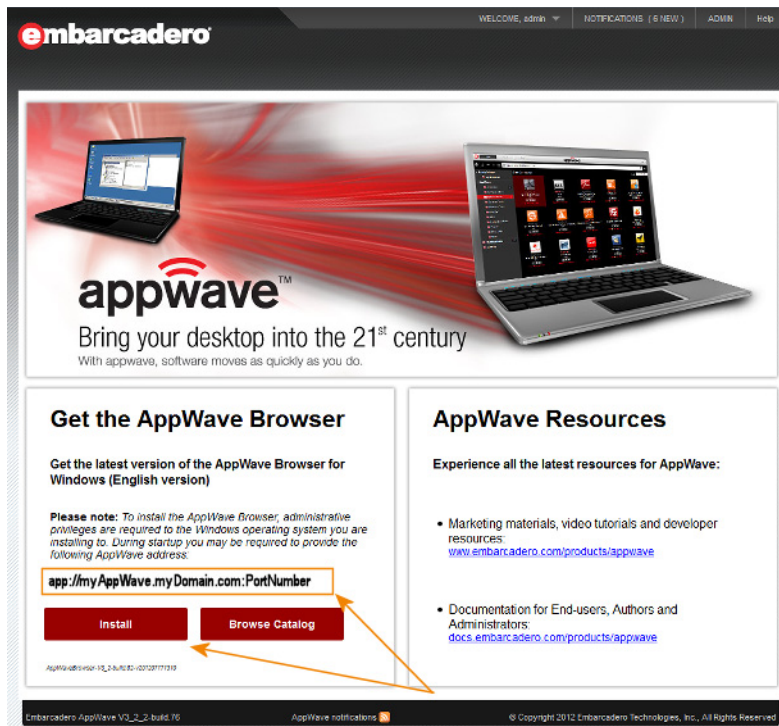 WELCOME, admin
NOTIFICATIONS ( 6 NEW )
ADMIN
Help
embarcadero
appwave™
Bring your desktop into the 21st century
With appwave, software moves as quickly as you do.
Get the AppWave Browser
Get the latest version of the AppWave Browser for
Windows (English version)
Please note: To install the AppWave Browser, administrative
privileges are required to the Windows operating system you are
installing to. During startup you may be required to provide the
following AppWave address:
app://myAppWave.myDomain.com:PortNumber
Install
Browse Catalog
AppWave Resources
Experience all the latest resources for AppWave:
• Marketing materials, video tutorials and developer
resources:
www.embarcadero.com/products/appwave
• Documentation for End-users, Authors and
Administrators:
docs.embarcadero.com/products/appwave
Embarcadero AppWave V3_2_2-build.76
AppWave notifications
© Copyright 2012 Embarcadero Technologies, Inc., All Rights Reserved